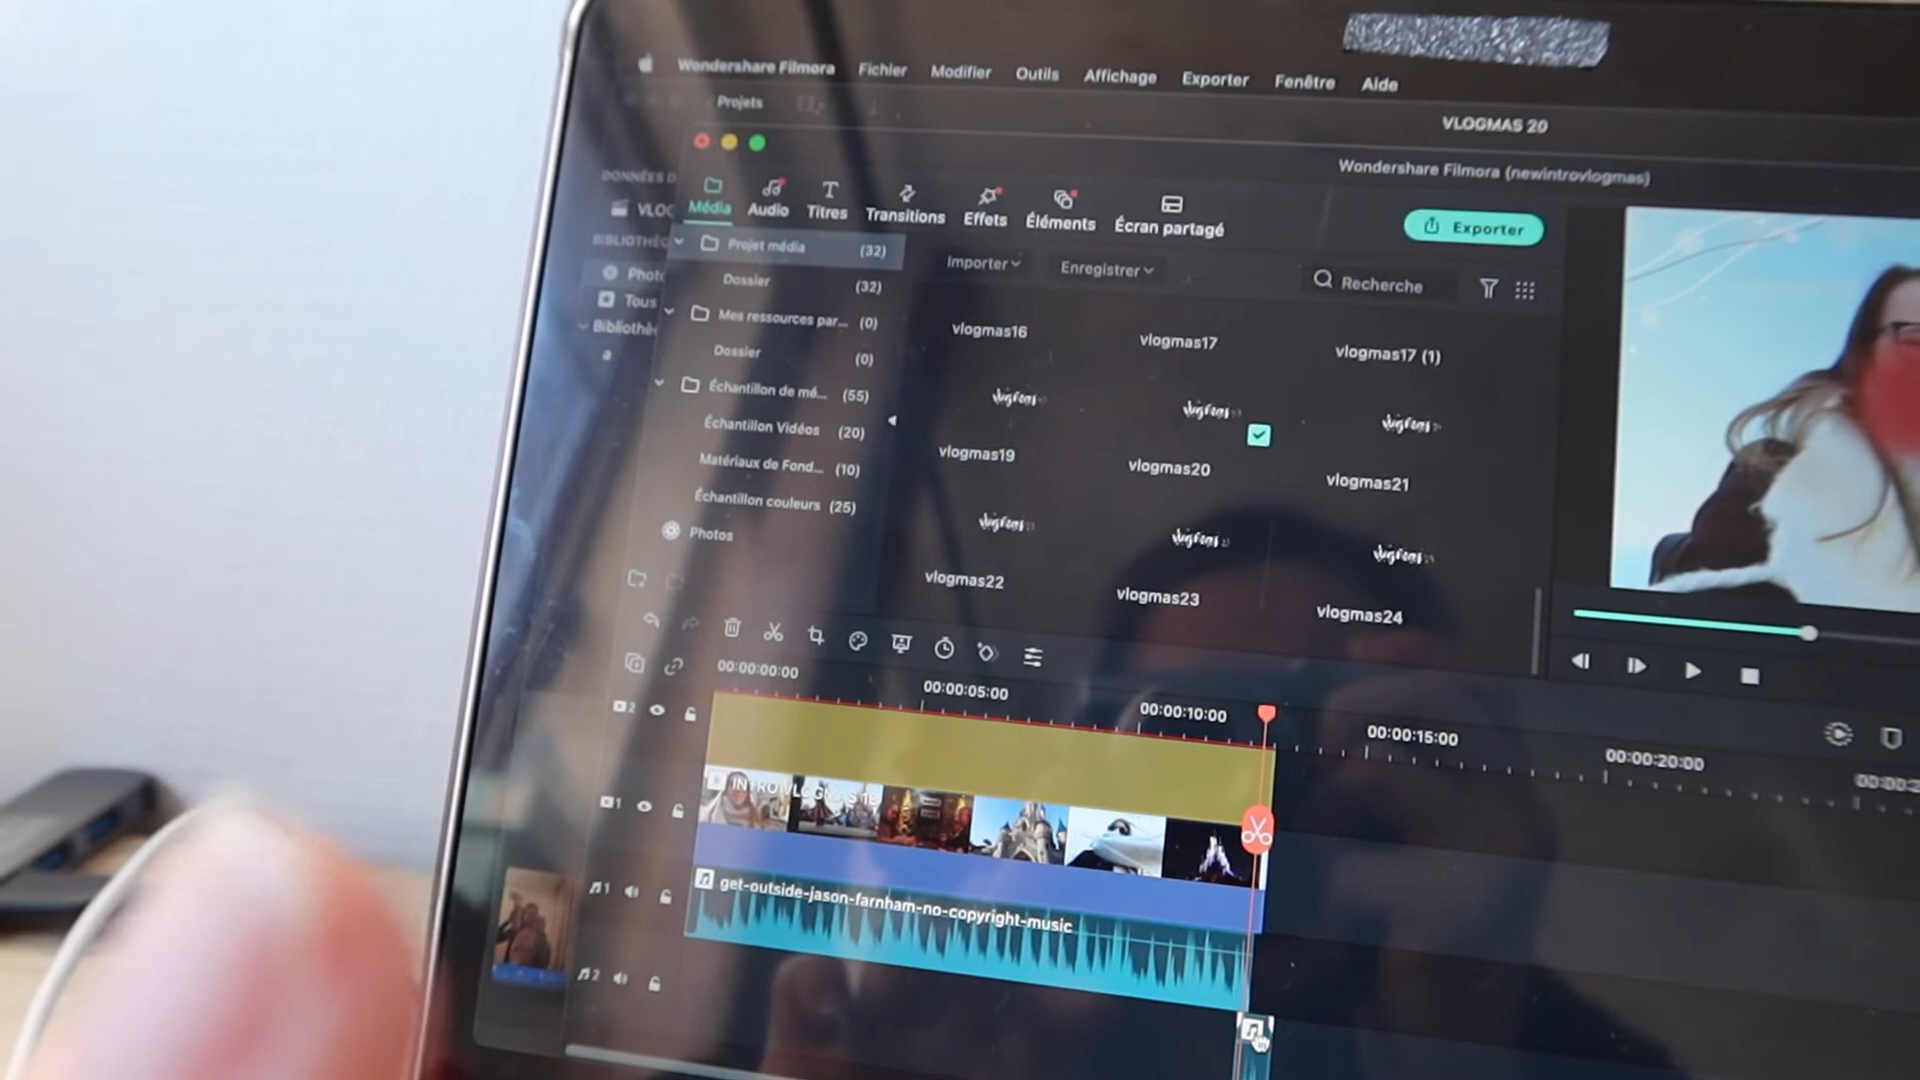 Wondershare Filmora Fichier Modifier Outils Affichage Exporter Fenêtre Aide
Projets
VLOGMAS 20
Wondershare Filmora (newintrovlogmas)
DONNÉES D
VLOG
Média Audio Titres Transitions Effets Éléments Écran partagé
Exporter
BIBLIOTHÈ
Projet média (32)
Importer Enregistrer Recherche
Photo
Dossier (32)
Tous
Mes ressources par... (0)
Bibliothè
a
Dossier (0)
vlogmas16 vlogmas17 vlogmas17 (1)
Échantillon de mé... (55)
Échantillon Vidéos (20)
vlogmas19 vlogmas20 vlogmas21
Matériaux de Fond... (10)
Échantillon couleurs (25)
Photos
vlogmas22 vlogmas23 vlogmas24
00:00:00:00 00:00:05:00 00:00:10:00 00:00:15:00 00:00:20:00
2
1
1
get-outside-jason-farnham-no-copyright-music
2